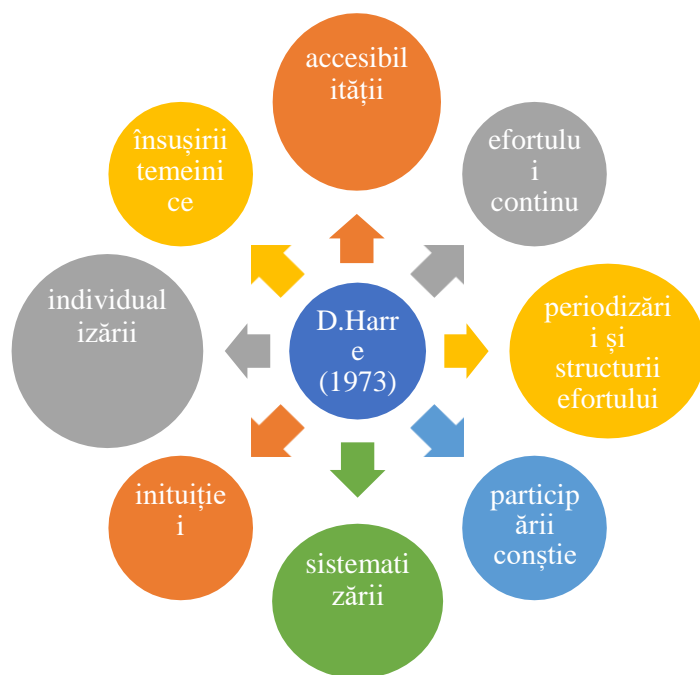 accesibil
ității
efortulu
i
continu
periodizări
i și
structurii
efortului
particip
ării
conștie
sistemati
zării
inituiție
i
individual
izării
însușirii
temeini
ce
D.Harr
e
(1973)